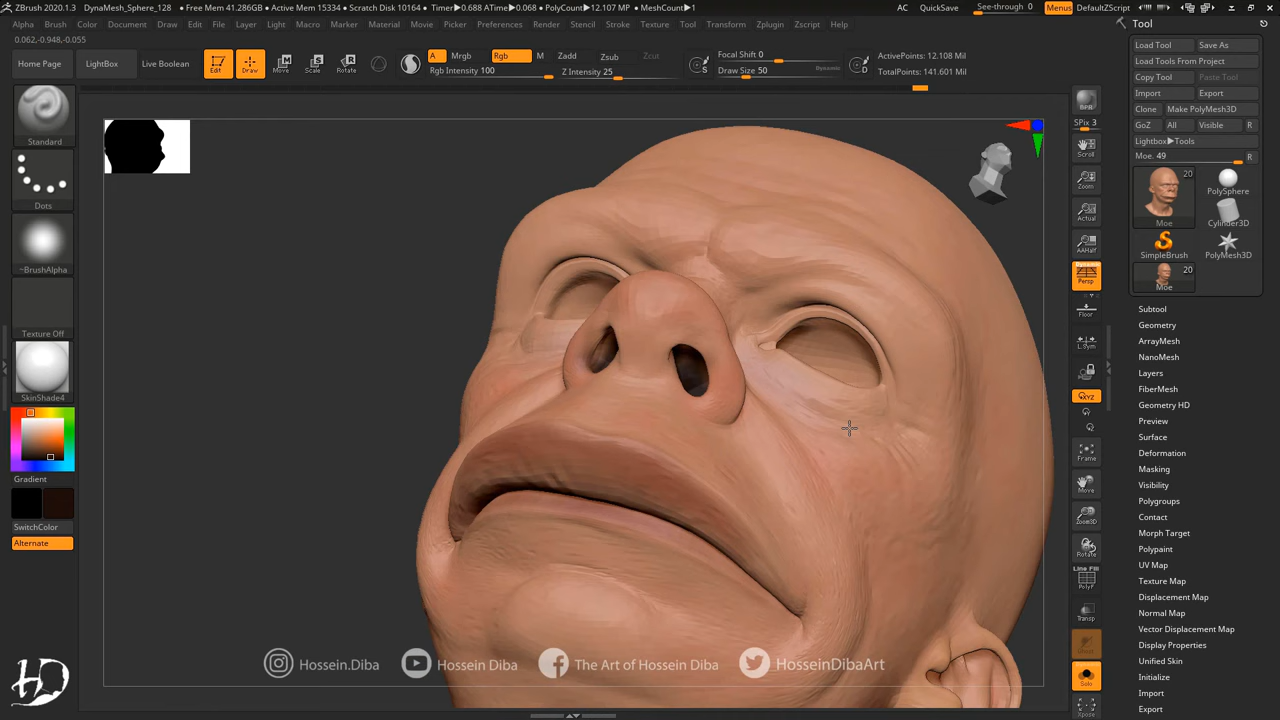 ZBrush 2020.1.3 DynaMesh_Sphere_128 • Free Mem 41.286GB • Active Mem 15334 • Scratch Disk 10164 • Timer▶0.688 ATime▶0.068 • PolyCount▶12.107 MP • MeshCount▶1 AC QuickSave See-through 0 Menus DefaultZScript
Alpha Brush Color Document Draw Edit File Layer Light Macro Marker Material Movie Picker Preferences Render Stencil Stroke Texture Tool Transform Zplugin Zscript Help
0.062,-0.948,-0.055
Home Page LightBox Live Boolean Edit Draw Move Scale Rotate
A Mrgb Rgb M Zadd Zsub Zcut
Rgb Intensity 100 Z Intensity 25
Focal Shift 0
Draw Size 50 Dynamic
S D
ActivePoints: 12.108 Mil
TotalPoints: 141.601 Mil
Standard
Dots
~BrushAlpha
Texture Off
SkinShade4
Gradient
SwitchColor
Alternate
BPR
SPix 3
Scroll
Zoom
Actual
AAHalf
Dynamic
Persp
Floor
L.Sym
XYZ
Frame
Move
Zoom3D
Rotate
Line Fill
PolyF
Transp
Solo
Xpose
Tool
Load Tool Save As
Load Tools From Project
Copy Tool Paste Tool
Import Export
Clone Make PolyMesh3D
GoZ All Visible R
Lightbox▶Tools
Moe. 49 R
20
Moe
PolySphere
Cylinder3D
SimpleBrush
PolyMesh3D
20
Moe
Subtool
Geometry
ArrayMesh
NanoMesh
Layers
FiberMesh
Geometry HD
Preview
Surface
Deformation
Masking
Visibility
Polygroups
Contact
Morph Target
Polypaint
UV Map
Texture Map
Displacement Map
Normal Map
Vector Displacement Map
Display Properties
Unified Skin
Initialize
Import
Export
HD
Hossein.Diba Hossein Diba The Art of Hossein Diba HosseinDibaArt